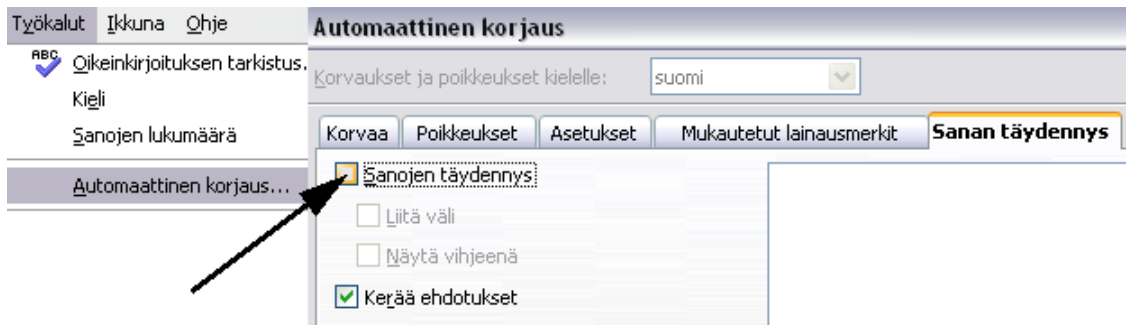 Työkalut Ikkuna Ohje
ABC Oikeinkirjoituksen tarkistus.
Kieli
Sanojen lukumäärä
Automaattinen korjaus...
Automaattinen korjaus
Korvaukset ja poikkeukset kielelle: suomi
Korvaa Poikkeukset Asetukset Mukautetut lainausmerkit Sanan täydennys
Sanojen täydennys
Liitä väli
Näytä vihjeenä
Kerää ehdotukset